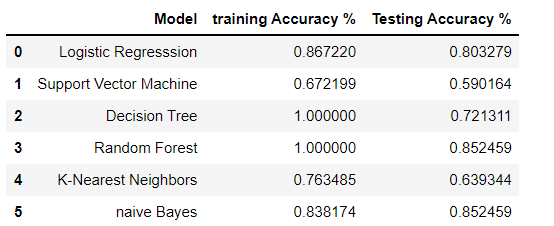 Model training Accuracy % Testing Accuracy %
0 Logistic Regresssion 0.867220 0.803279
1 Support Vector Machine 0.672199 0.590164
2 Decision Tree 1.000000 0.721311
3 Random Forest 1.000000 0.852459
4 K-Nearest Neighbors 0.763485 0.639344
5 naive Bayes 0.838174 0.852459